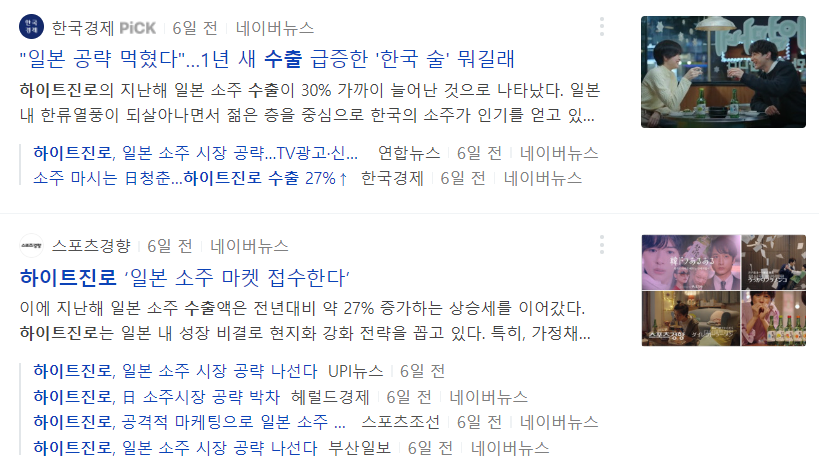 한국경제 PiCK 6일 전 네이버뉴스
"일본 공략 먹혔다"...1년 새 수출 급증한 '한국 술' 뭐길래
하이트진로의 지난해 일본 소주 수출이 30% 가까이 늘어난 것으로 나타났다. 일본
내 한류열풍이 되살아나면서 젊은 층을 중심으로 한국의 소주가 인기를 얻고 있...
하이트진로, 일본 소주 시장 공략...TV광고·신... 연합뉴스 6일 전 네이버뉴스
소주 마시는 日청춘...하이트진로 수출 27%↑ 한국경제 6일 전 네이버뉴스
스포츠경향 6일 전 네이버뉴스
하이트진로 ‘일본 소주 마켓 접수한다’
이에 지난해 일본 소주 수출액은 전년대비 약 27% 증가하는 상승세를 이어갔다.
하이트진로는 일본 내 성장 비결로 현지화 강화 전략을 꼽고 있다. 특히, 가정채...
스포츠경향
하이트진로, 일본 소주 시장 공략 나선다 UPI뉴스 6일 전
하이트진로, 日 소주시장 공략 박차 헤럴드경제 6일 전 네이버뉴스
하이트진로, 공격적 마케팅으로 일본 소주 ... 스포츠조선 6일 전 네이버뉴스
하이트진로, 일본 소주 시장 공략 나선다 부산일보 6일 전 네이버뉴스